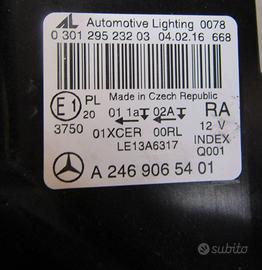 AL Automotive Lighting 0078
0 301 295 232 03 04.02.16 668
Made in Czech Republic
E1 PL 01 1a 02A RA
20
3750 01XCER 00RL 12 V
LE13A6317 INDEX
Q001
A 246 906 54 01
subito